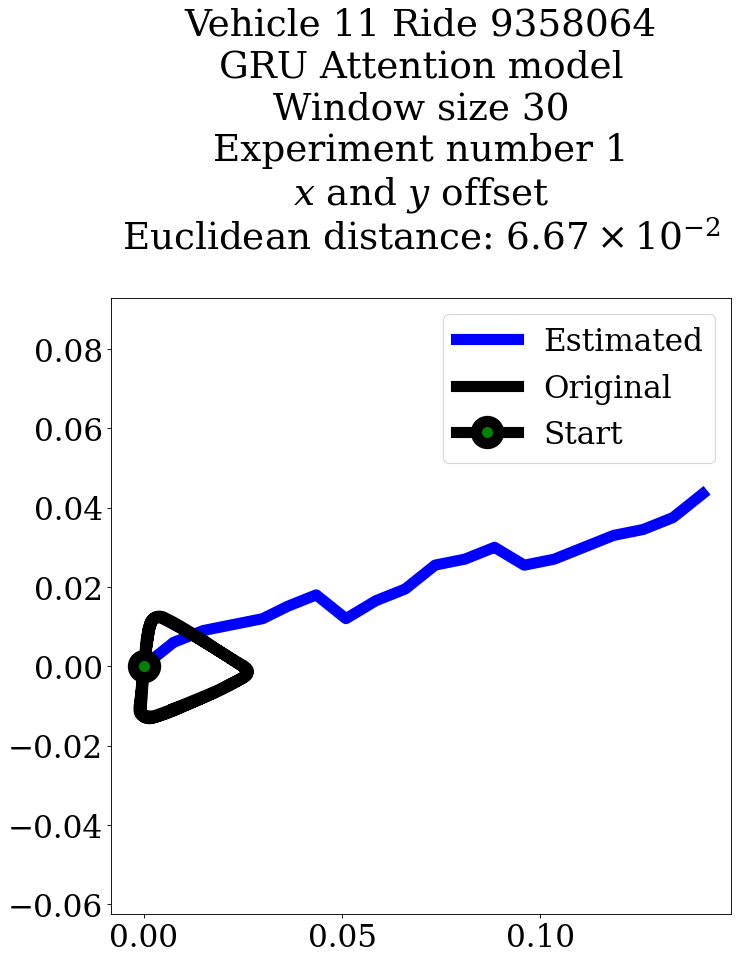 Vehicle 11 Ride 9358064
GRU Attention model
Window size 30
Experiment number 1
x and y offset
Euclidean distance: 6.67 × 10⁻²
Estimated
Original
Start
0.08
0.06
0.04
0.02
0.00
−0.02
−0.04
−0.06
0.00 0.05 0.10